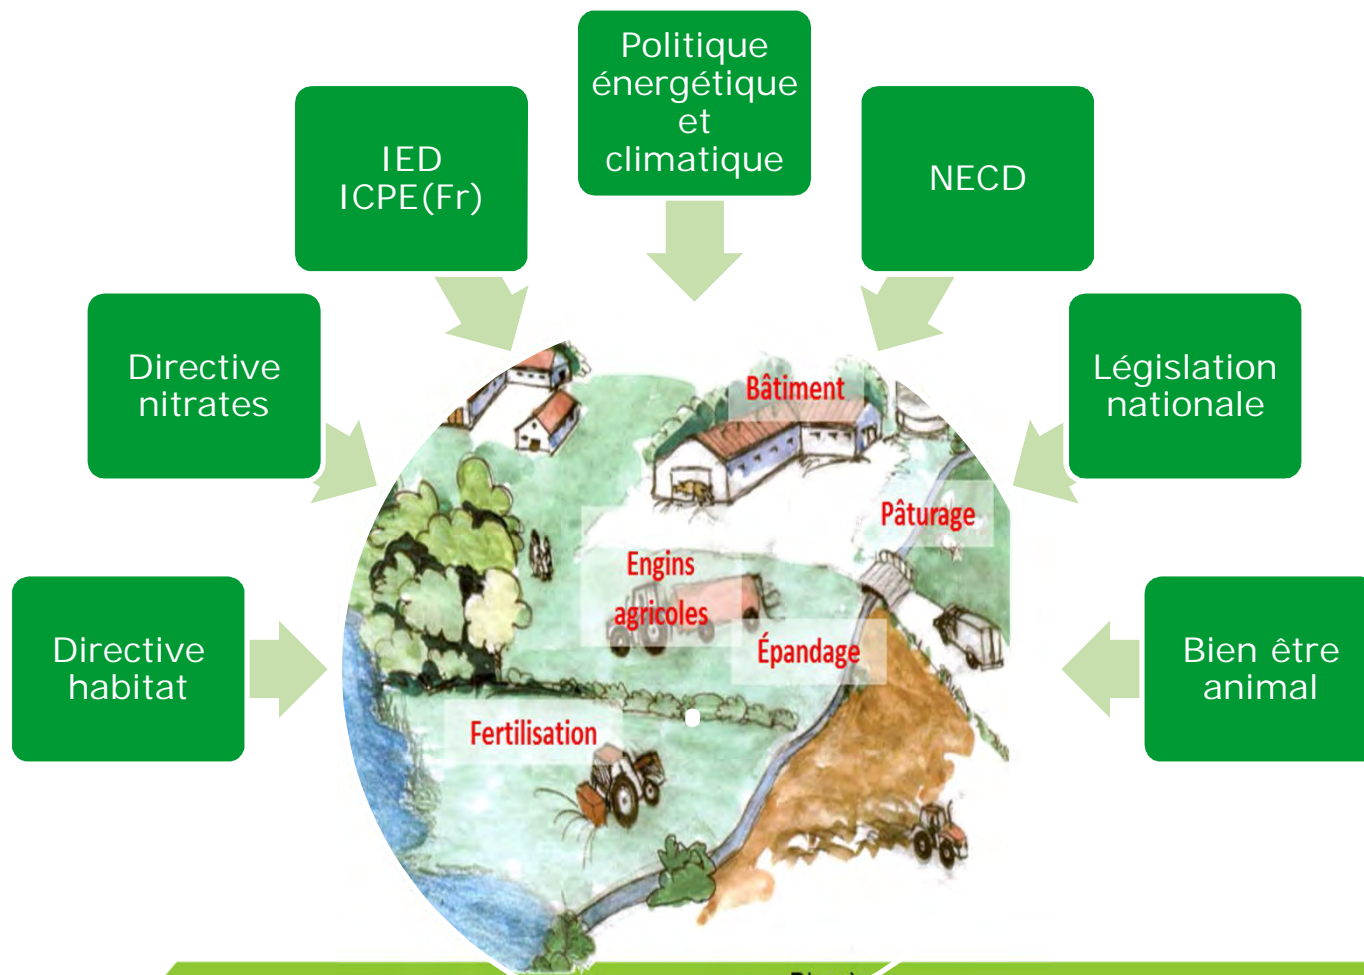 Politique
énergétique
et
climatique
IED
ICPE(Fr)
NECD
Directive
nitrates
Législation
nationale
Directive
habitat
Bien être
animal
Bâtiment
Pâturage
Engins
agricoles
Épandage
Fertilisation